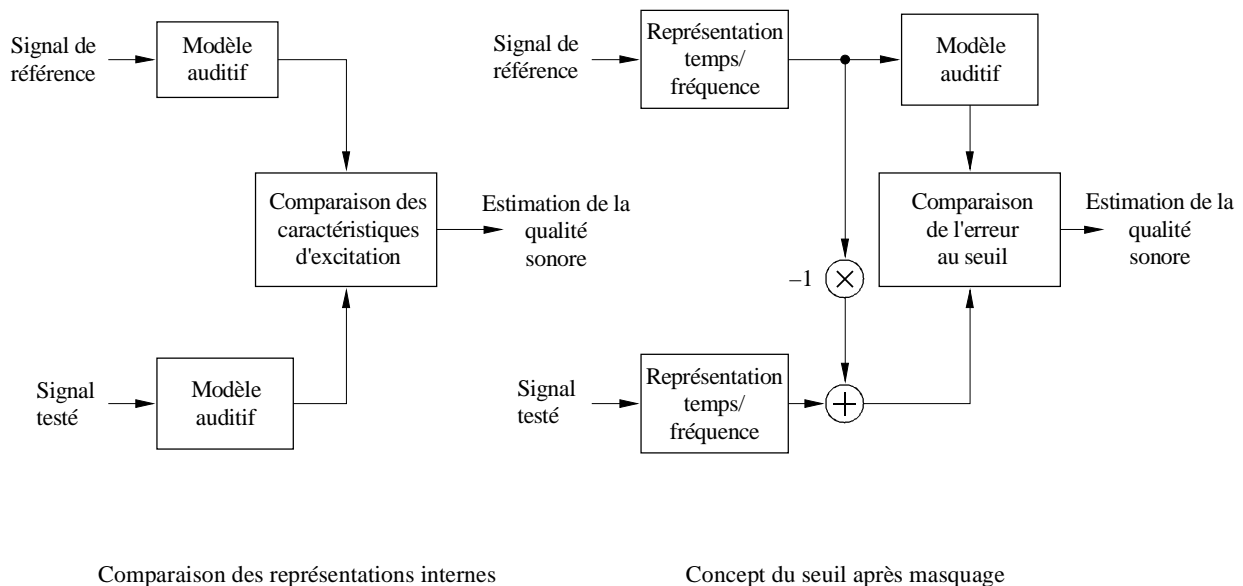 Signal de
référence
Modèle
auditif
Comparaison des
caractéristiques
d'excitation
Estimation de la
qualité
sonore
Signal
testé
Modèle
auditif
Comparaison des représentations internes
Signal de
référence
Représentation
temps/
fréquence
Modèle
auditif
Comparaison
de l'erreur
au seuil
Estimation de la
qualité
sonore
–1
Signal
testé
Représentation
temps/
fréquence
Concept du seuil après masquage